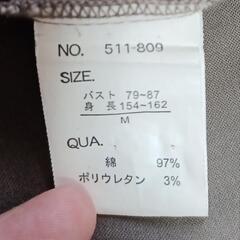 NO. 511-809
SIZE.
バスト 79~87
身 長 154~162
M
QUA.
綿 97%
ポリウレタン 3%